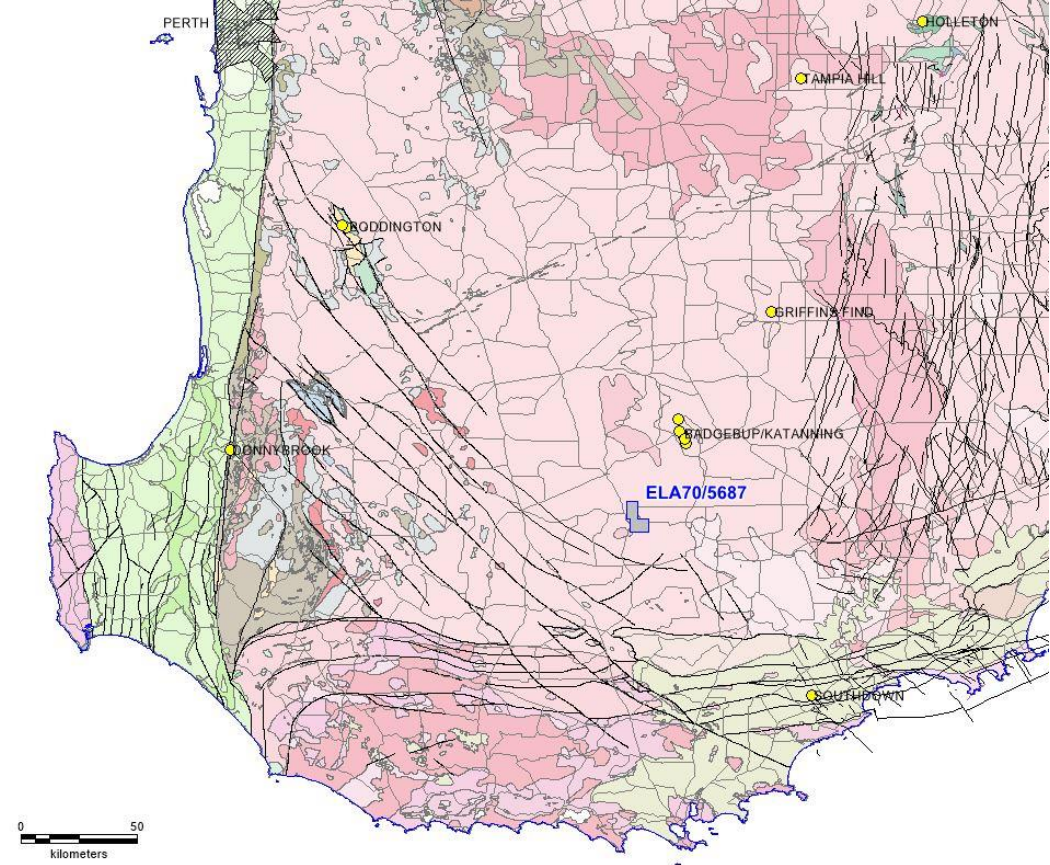 PERTH
HOLLETON
TAMPIA HILL
BODDINGTON
GRIFFINS FIND
BADGEBUP/KATANNING
DONNYBROOK
ELA70/5687
SOUTHDOWN
0 50
kilometers